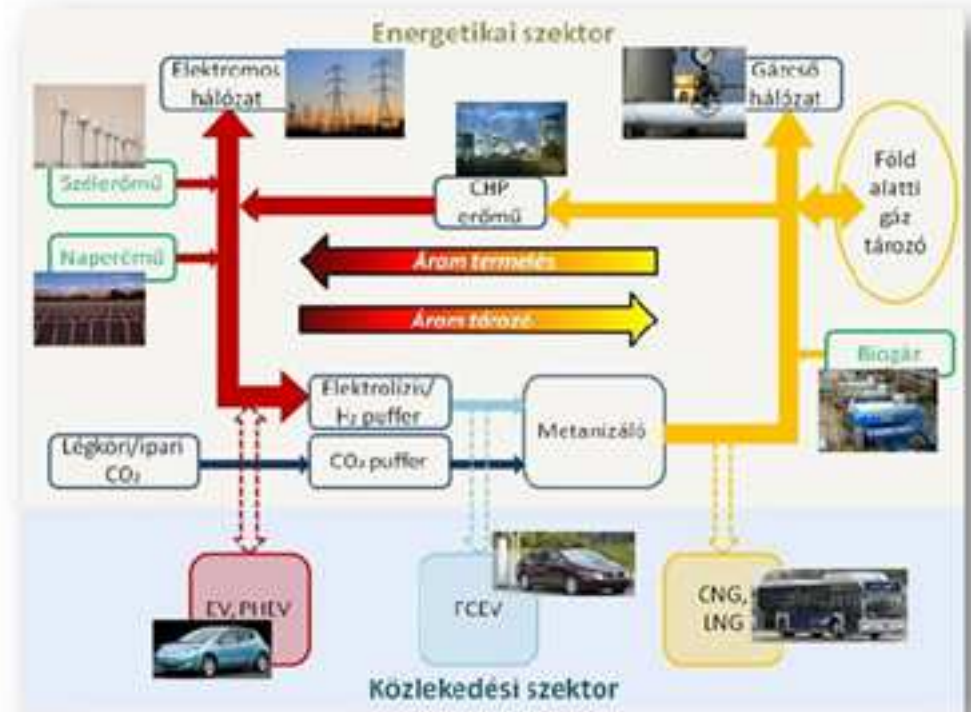 Energetikai szektor
Elektromos
hálózat
Gázcső
hálózat
Szélerőmű
CHP
erőmű
Föld
alatti
gáz
tározó
Naperőmű
Áram termelés
Áram tározó
Biogáz
Elektrolízis/
H₂ puffer
Metanizáló
Légköri/ipari
CO₂
CO₂ puffer
EV, PHEV
FCEV
CNG,
LNG
Közlekedési szektor